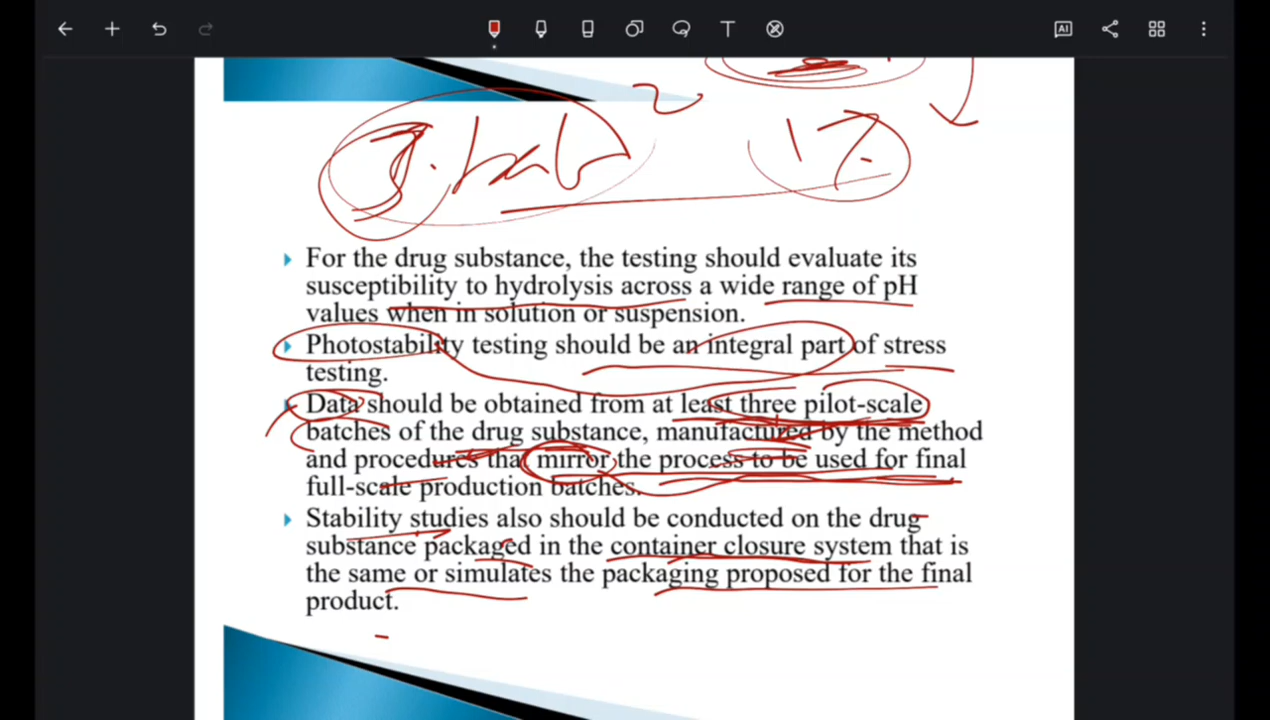 AI
T
For the drug substance, the testing should evaluate its
susceptibility to hydrolysis across a wide range of pH
values when in solution or suspension.
Photostability testing should be an integral part of stress
testing.
Data should be obtained from at least three pilot-scale
batches of the drug substance, manufactured by the method
and procedures that mirror the process to be used for final
full-scale production batches.
Stability studies also should be conducted on the drug
substance packaged in the container closure system that is
the same or simulates the packaging proposed for the final
product.